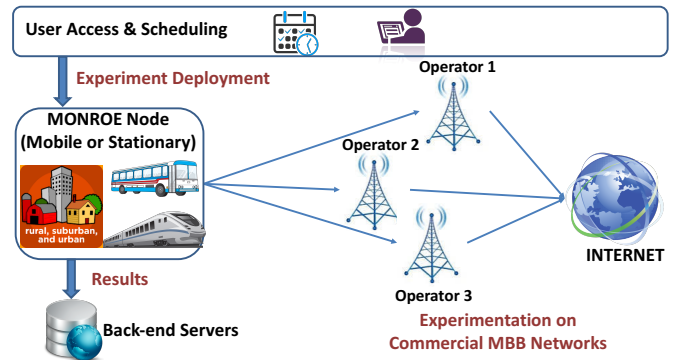 User Access & Scheduling
Experiment Deployment
Operator 1
MONROE Node
(Mobile or Stationary)
Operator 2
rural, suburban,
and urban
INTERNET
Results
Operator 3
Back-end Servers
Experimentation on
Commercial MBB Networks